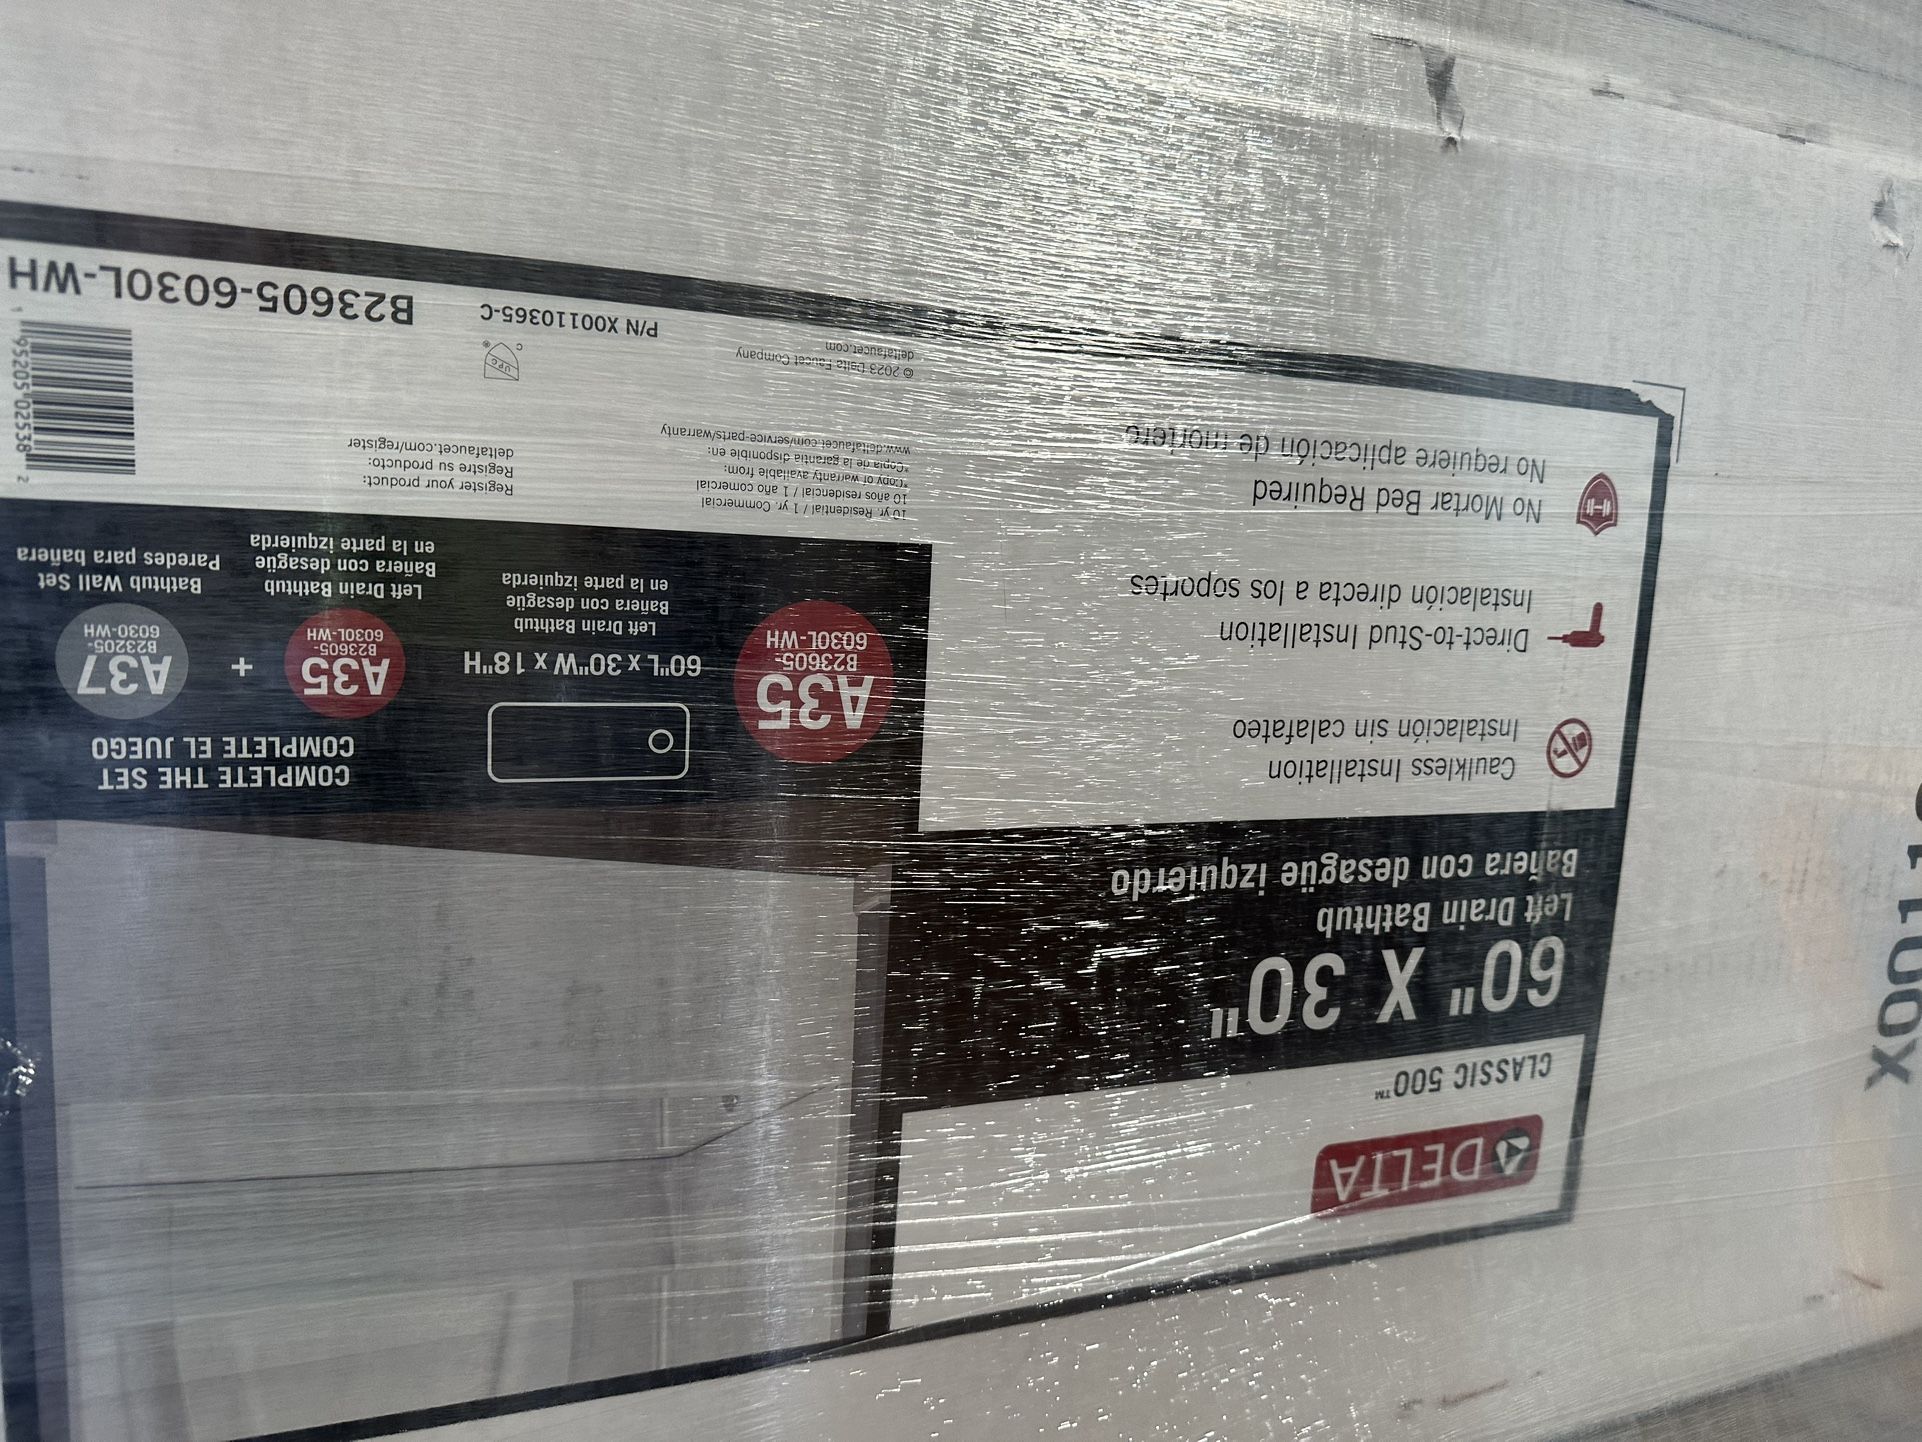 DELTA
CLASSIC 500™
60" X 30"
Left Drain Bathtub
Bañera con desagüe izquierdo
Caulkless Installation
Instalación sin calafateo
Direct-to-Stud Installation
Instalación directa a los soportes
No Mortar Bed Required
No requiere aplicación de mortero
A35
B23605-
6030L-WH
60"L x 30"W x 18"H
Left Drain Bathtub
Bañera con desagüe
en la parte izquierda
COMPLETE THE SET
COMPLETE EL JUEGO
A35
B23605-
6030L-WH
+
A37
B23205-
6030-WH
Left Drain Bathtub
Bañera con desagüe
en la parte izquierda
Bathtub Wall Set
Paredes para bañera
10 yr. Residential / 1 yr. Commercial
10 años residencial / 1 año comercial
*Copy of warranty available from:
*Copia de la garantía disponible en:
www.deltafaucet.com/service-parts/warranty
© 2023 Delta Faucet Company
deltafaucet.com
Register your product:
Registre su producto:
deltafaucet.com/register
UPC
®
C
P/N X00110365-C
B23605-6030L-WH
1 95205 02538 2
X0011